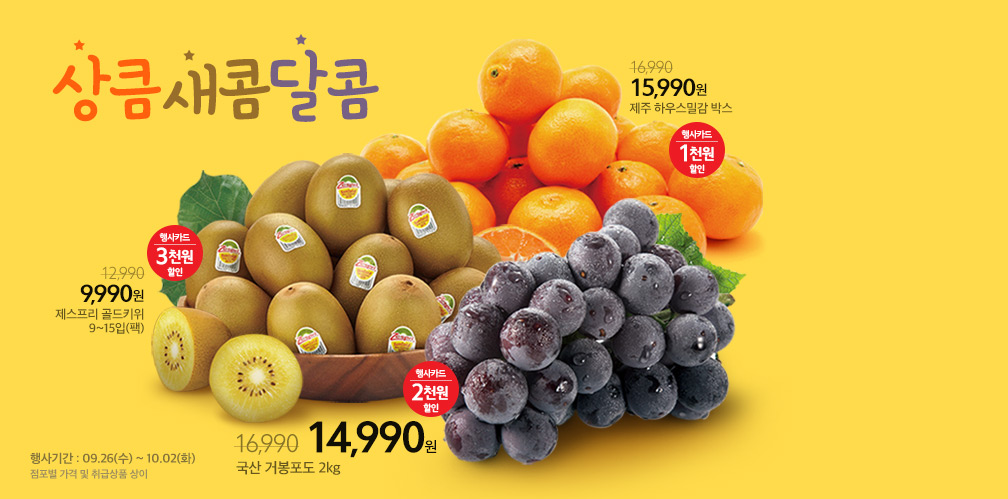 상콤새콤달콤
16,990
15,990원
제주 하우스밀감 박스
행사카드
1천원
할인
행사카드
3천원
할인
12,990
9,990원
제스프리 골드키위
9~15입(팩)
행사카드
2천원
할인
16,990 14,990원
국산 거봉포도 2kg
행사기간 : 09.26(수) ~ 10.02(화)
점포별 가격 및 취급상품 상이